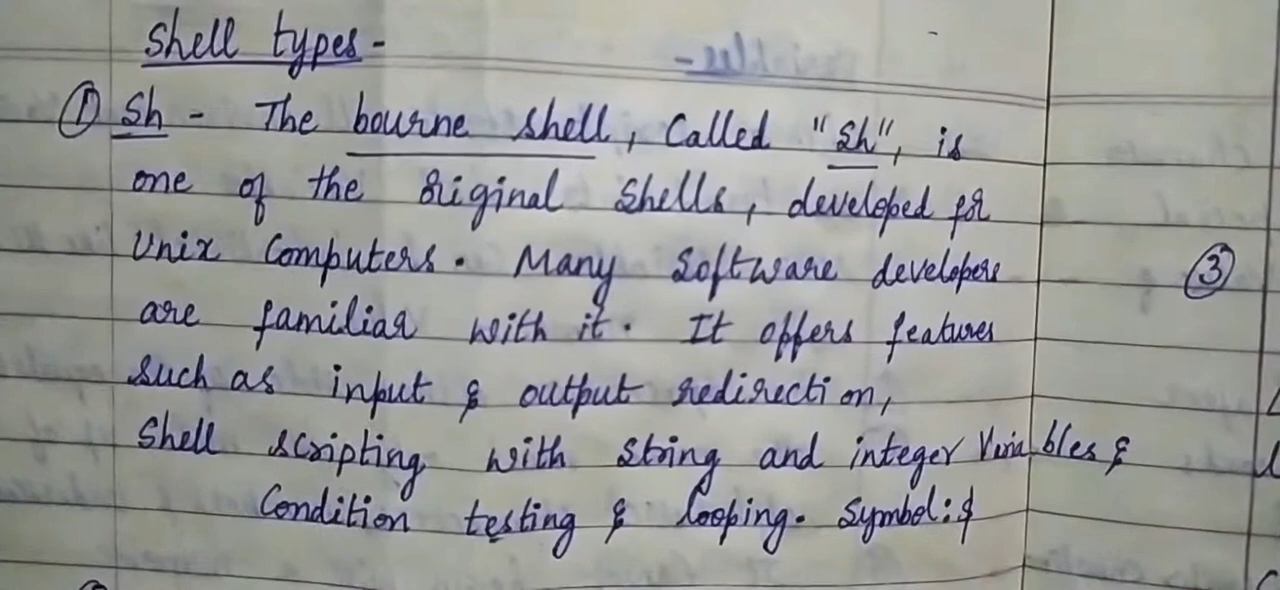 Shell types -
① Sh - The bourne shell, Called "Sh", is
one of the original shells, developed for
Unix Computers. Many Software developers
are familiar with it. It offers features
such as input & output redirection,
Shell scripting with string and integer Variables &
Condition testing & looping. Symbol: $
③